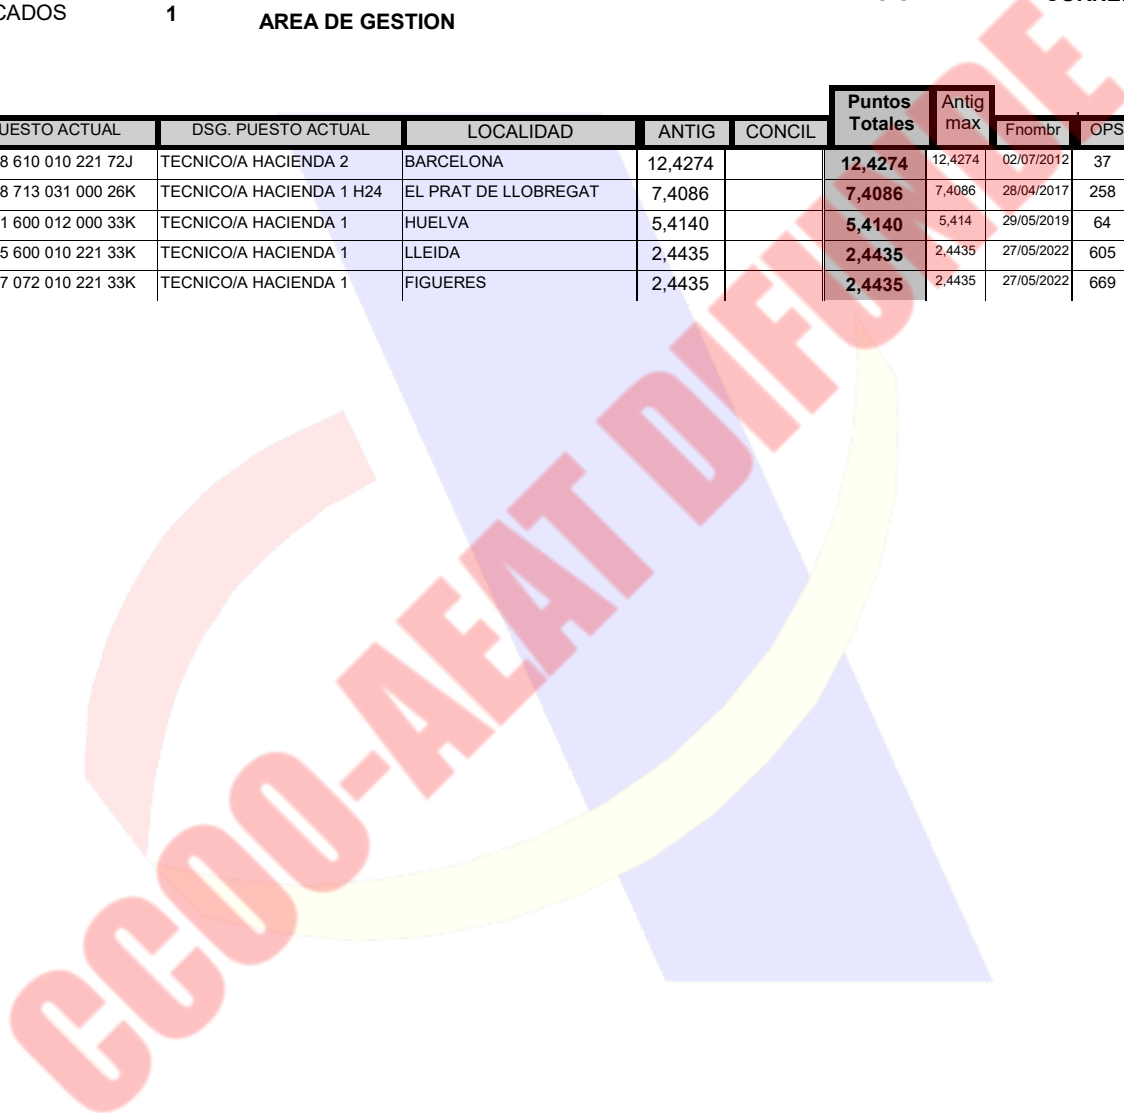 CADOS 1 AREA DE GESTION
UESTO ACTUAL DSG. PUESTO ACTUAL LOCALIDAD ANTIG CONCIL Puntos Totales Antig max Fnombr OPS
8 610 010 221 72J TECNICO/A HACIENDA 2 BARCELONA 12,4274 12,4274 12,4274 02/07/2012 37
8 713 031 000 26K TECNICO/A HACIENDA 1 H24 EL PRAT DE LLOBREGAT 7,4086 7,4086 7,4086 28/04/2017 258
1 600 012 000 33K TECNICO/A HACIENDA 1 HUELVA 5,4140 5,4140 5,414 29/05/2019 64
5 600 010 221 33K TECNICO/A HACIENDA 1 LLEIDA 2,4435 2,4435 2,4435 27/05/2022 605
7 072 010 221 33K TECNICO/A HACIENDA 1 FIGUERES 2,4435 2,4435 2,4435 27/05/2022 669
CCOO-AEAT DIFUNDE